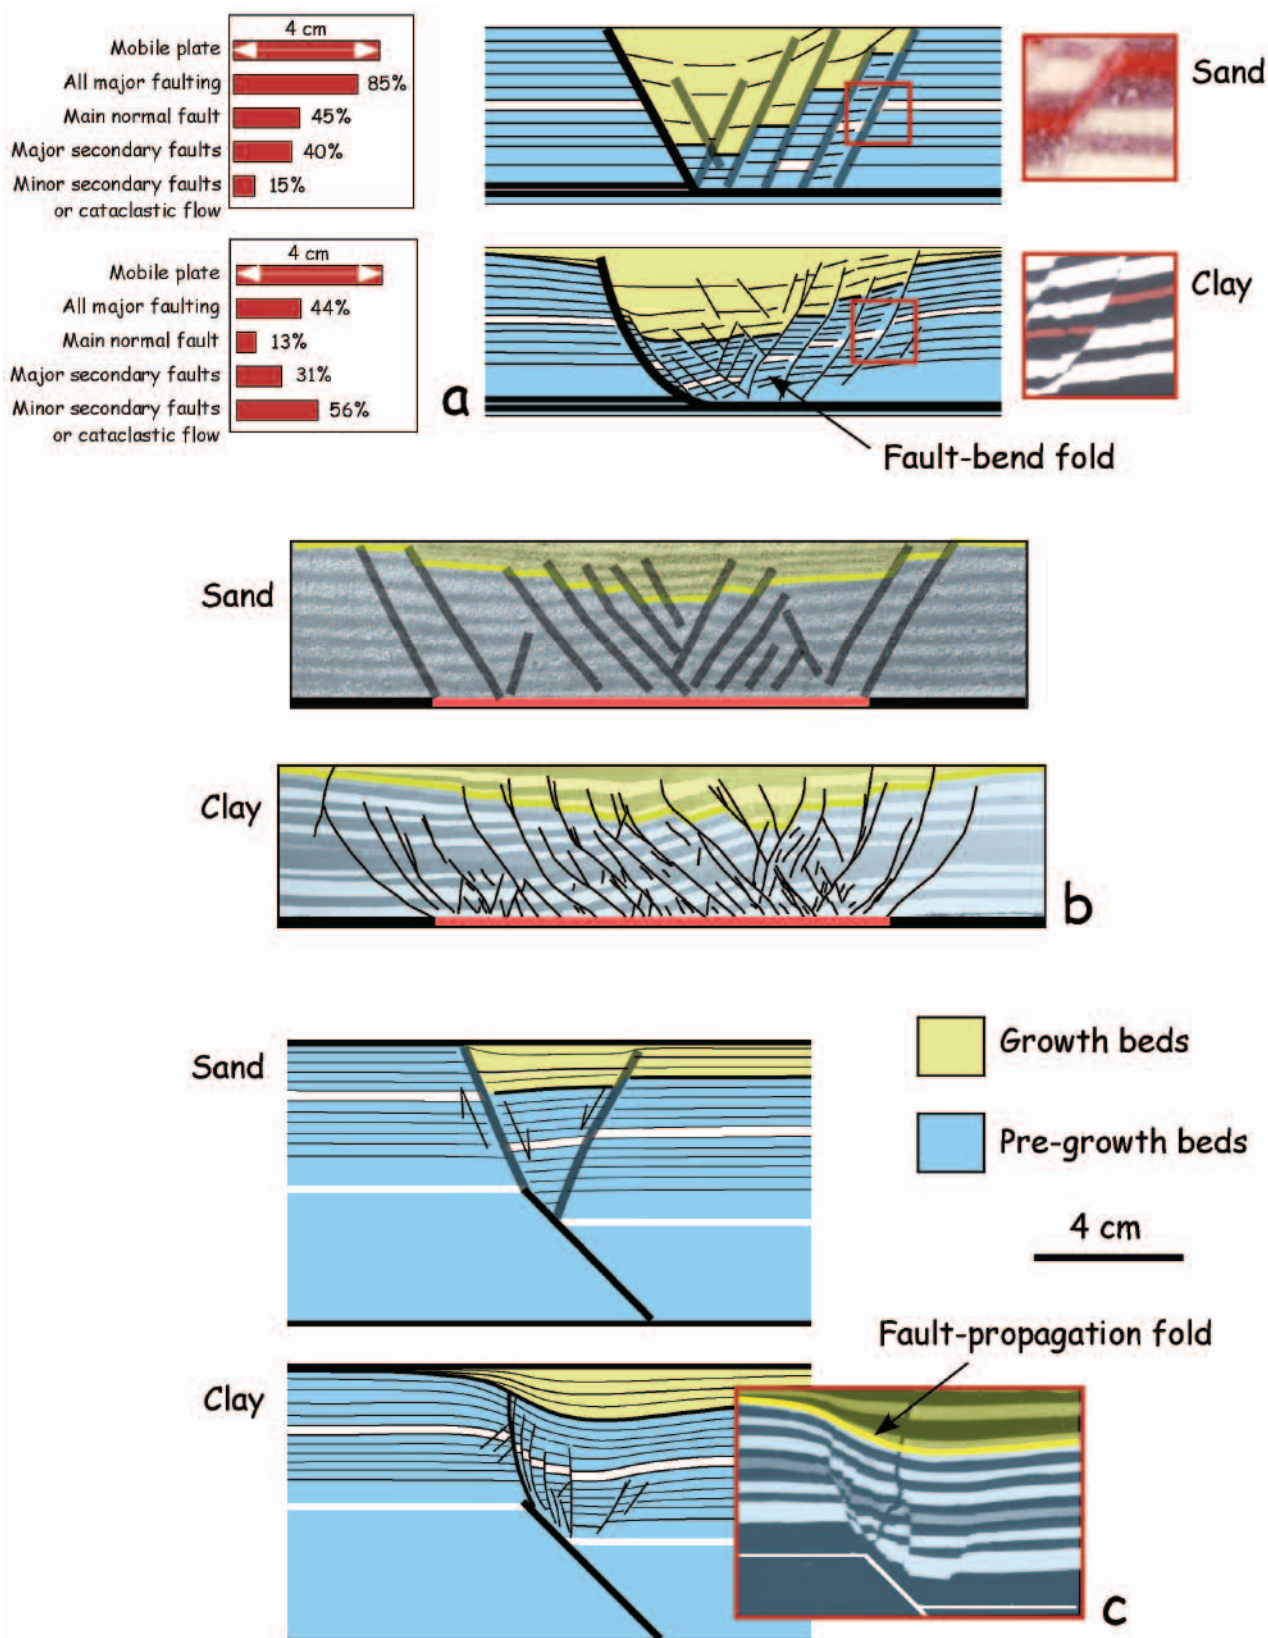 4 cm
Mobile plate
All major faulting 85%
Main normal fault 45%
Major secondary faults 40%
Minor secondary faults 15%
or cataclastic flow
Sand
4 cm
Mobile plate
All major faulting 44%
Main normal fault 13%
Major secondary faults 31%
Minor secondary faults 56%
or cataclastic flow
a
Clay
Fault-bend fold
Sand
Clay
b
Sand
Growth beds
Pre-growth beds
4 cm
Fault-propagation fold
Clay
c